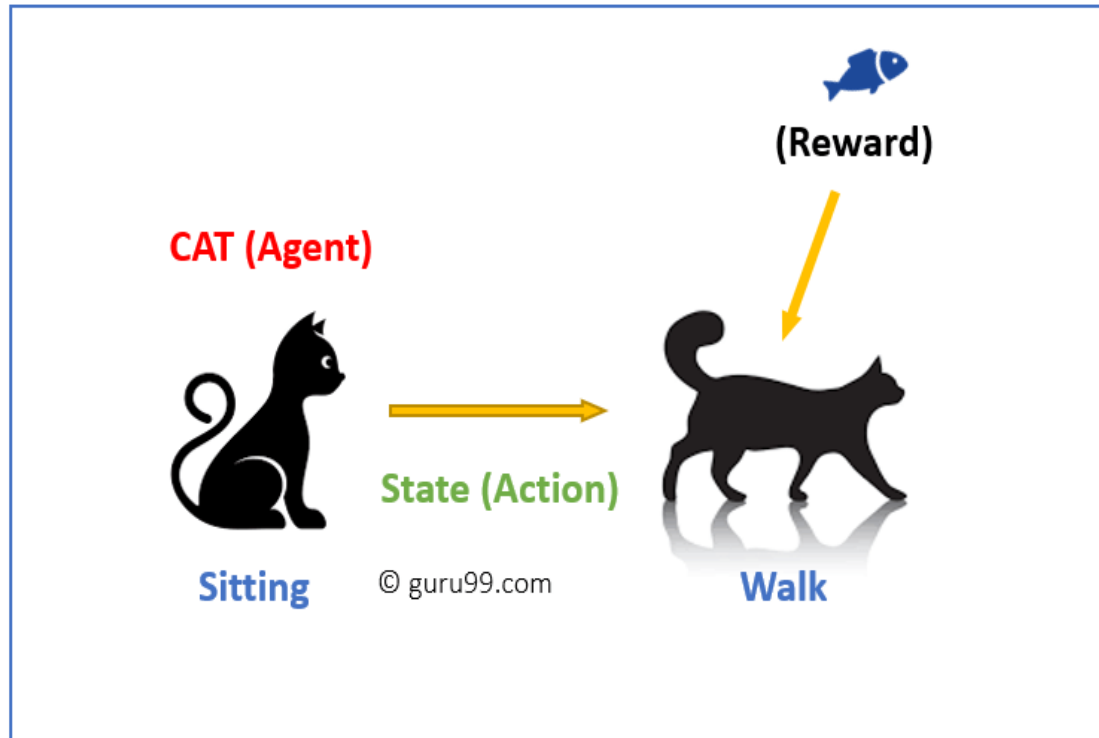 (Reward)
CAT (Agent)
State (Action)
Sitting
© guru99.com
Walk